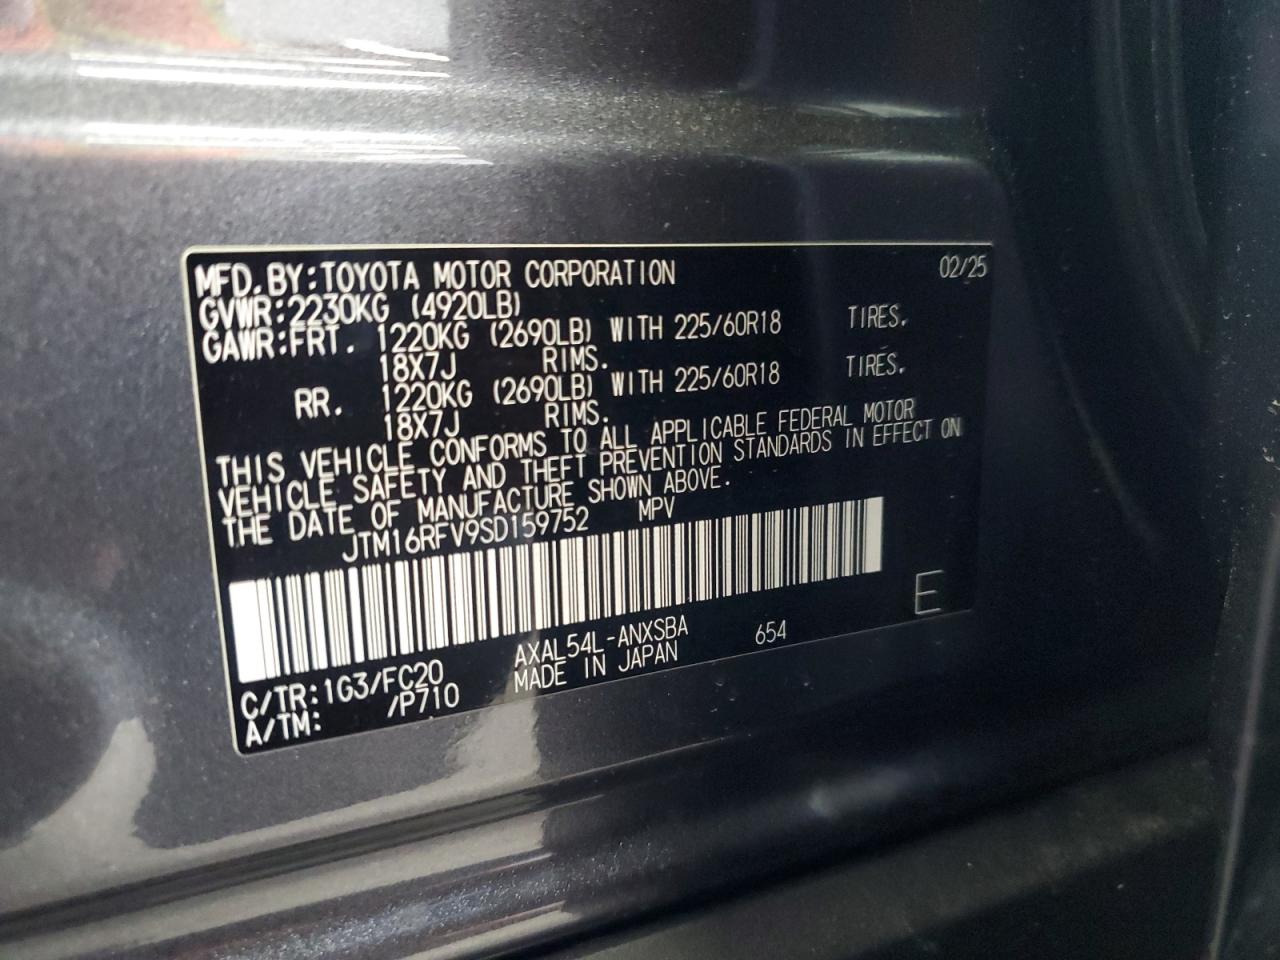 MFD.BY:TOYOTA MOTOR CORPORATION 02/25
GVWR:2230KG (4920LB)
GAWR:FRT. 1220KG (2690LB) WITH 225/60R18 TIRES.
18X7J RIMS.
RR. 1220KG (2690LB) WITH 225/60R18 TIRES.
18X7J RIMS.
THIS VEHICLE CONFORMS TO ALL APPLICABLE FEDERAL MOTOR
VEHICLE SAFETY AND THEFT PREVENTION STANDARDS IN EFFECT ON
THE DATE OF MANUFACTURE SHOWN ABOVE.
JTM16RFV9SD159752 MPV
E
AXAL54L-ANXSBA 654
C/TR:1G3/FC20 MADE IN JAPAN
A/TM: /P710